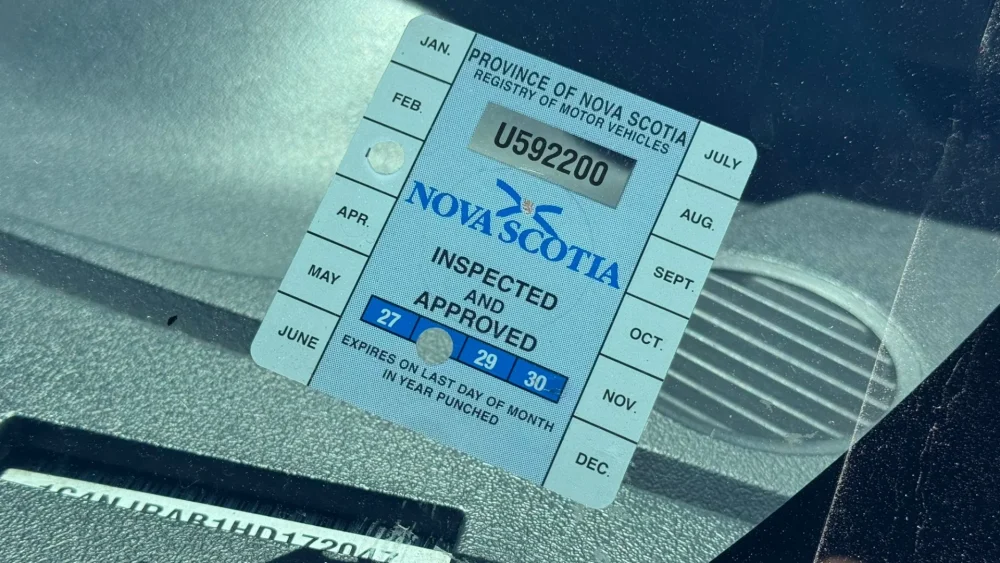 JAN.
FEB.
APR.
MAY
JUNE
PROVINCE OF NOVA SCOTIA
REGISTRY OF MOTOR VEHICLES
U592200
NOVA SCOTIA
INSPECTED
AND
APPROVED
27 29 30
EXPIRES ON LAST DAY OF MONTH
IN YEAR PUNCHED
JULY
AUG.
SEPT.
OCT.
NOV.
DEC.